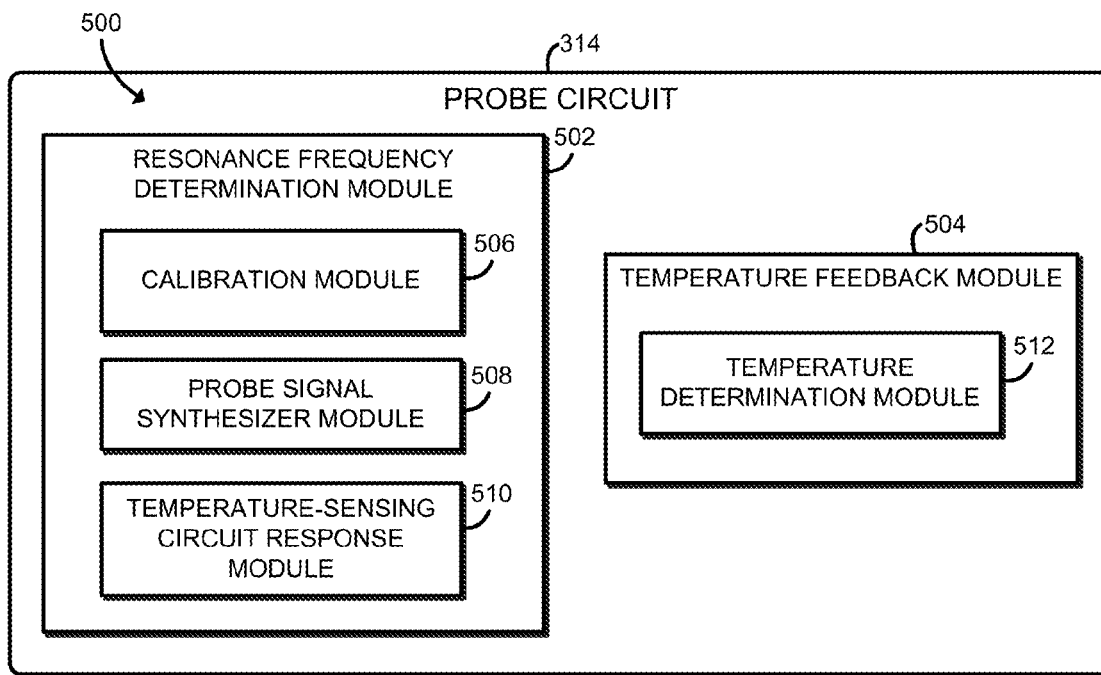 500
314
PROBE CIRCUIT
502
RESONANCE FREQUENCY
DETERMINATION MODULE
506
CALIBRATION MODULE
508
PROBE SIGNAL
SYNTHESIZER MODULE
510
TEMPERATURE-SENSING
CIRCUIT RESPONSE
MODULE
504
TEMPERATURE FEEDBACK MODULE
512
TEMPERATURE
DETERMINATION MODULE